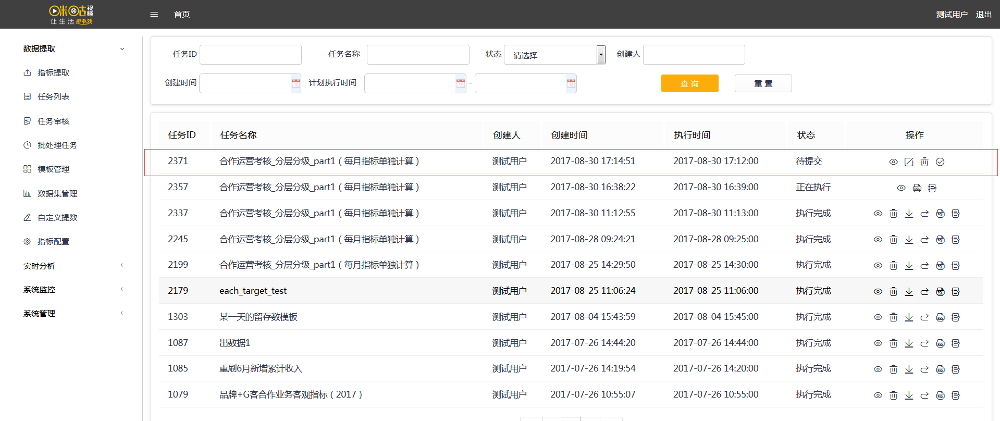 咪咕视频
让生活更有戏
首页
测试用户 退出
数据提取
指标提取
任务列表
任务审核
批处理任务
模板管理
数据集管理
自定义提数
指标配置
实时分析
系统监控
系统管理
任务ID 任务名称 状态 请选择 创建人
创建时间 计划执行时间 - 查 询 重 置
任务ID 任务名称 创建人 创建时间 执行时间 状态 操作
2371 合作运营考核_分层分级_part1（每月指标单独计算） 测试用户 2017-08-30 17:14:51 2017-08-30 17:12:00 待提交
2357 合作运营考核_分层分级_part1（每月指标单独计算） 测试用户 2017-08-30 16:38:22 2017-08-30 16:39:00 正在执行
2337 合作运营考核_分层分级_part1（每月指标单独计算） 测试用户 2017-08-30 11:12:55 2017-08-30 11:13:00 执行完成
2245 合作运营考核_分层分级_part1（每月指标单独计算） 测试用户 2017-08-28 09:24:21 2017-08-28 09:25:00 执行完成
2199 合作运营考核_分层分级_part1（每月指标单独计算） 测试用户 2017-08-25 14:29:50 2017-08-25 14:30:00 执行完成
2179 each_target_test 测试用户 2017-08-25 11:06:24 2017-08-25 11:06:00 执行完成
1303 某一天的留存数模板 测试用户 2017-08-04 15:43:59 2017-08-04 15:45:00 执行完成
1087 出数据1 测试用户 2017-07-26 14:44:20 2017-07-26 14:44:00 执行完成
1085 重刷6月新增累计收入 测试用户 2017-07-26 14:19:54 2017-07-26 14:20:00 执行完成
1079 品牌+G客合作业务客观指标（2017） 测试用户 2017-07-26 10:55:07 2017-07-26 10:55:00 执行完成